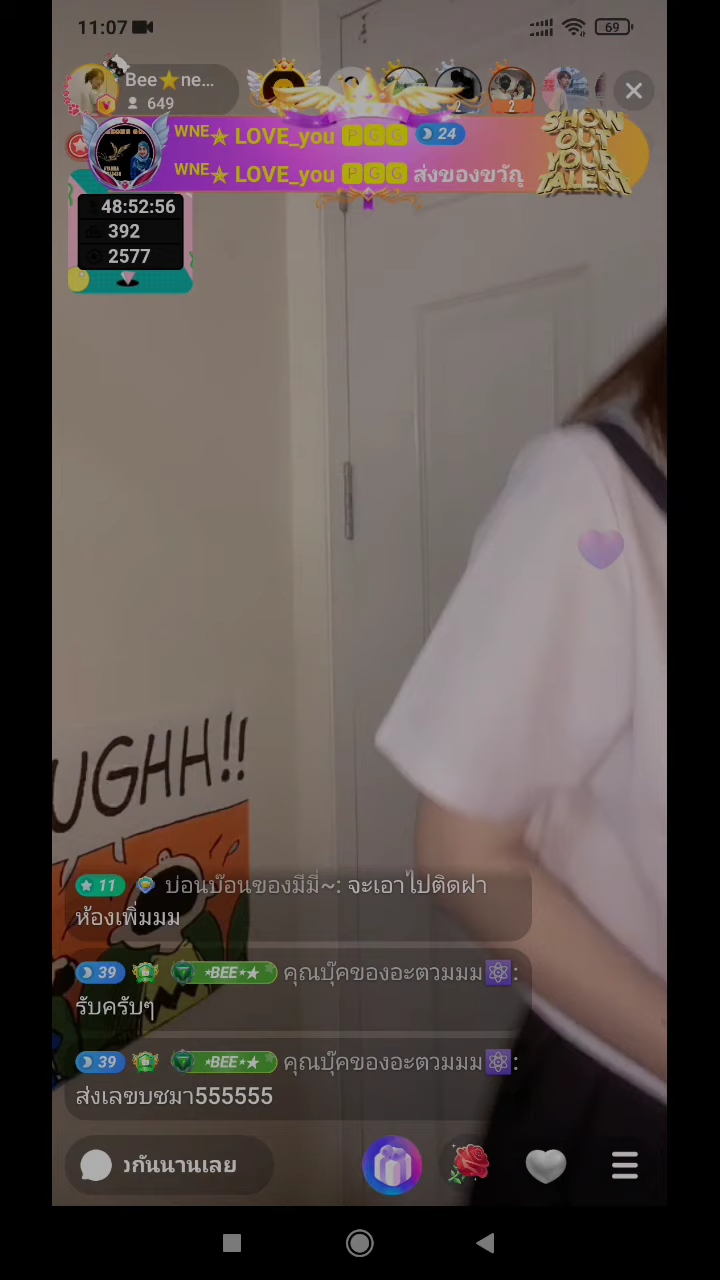 11:07
69
Bee⭐ne...
649
2
2
WNE★ LOVE_you PGG 24
WNE★ LOVE_you PGG ส่งของขวัญ
SHOW
OUT
YOUR
TALENT
48:52:56
392
2577
UGHH!!
11 บ่อนบ๊อนของมีมี่~: จะเอาไปติดฝา
ห้องเพิ่มมม
39 ★BEE★★ คุณบุ๊คของอะตวมมม⚛:
รับครับๆ
39 ★BEE★★ คุณบุ๊คของอะตวมมม⚛:
ส่งเลขบชมา555555
วกันนานเลย